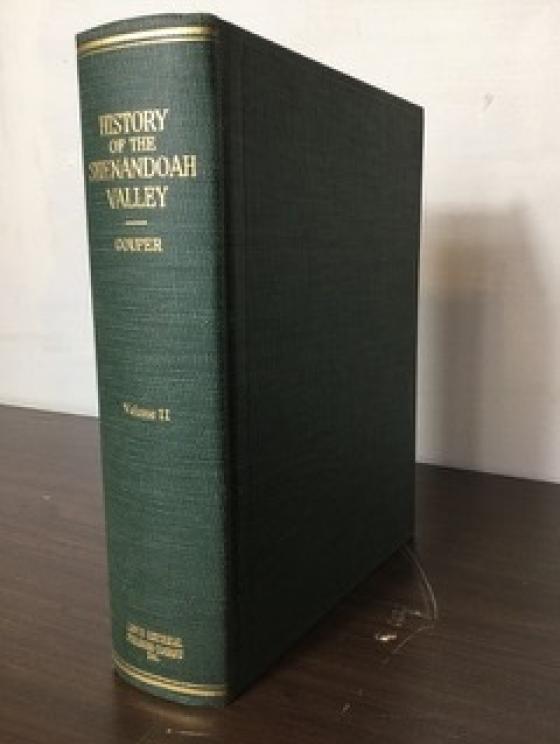 HISTORY
OF THE
SHENANDOAH
VALLEY
COUPER
Volume II